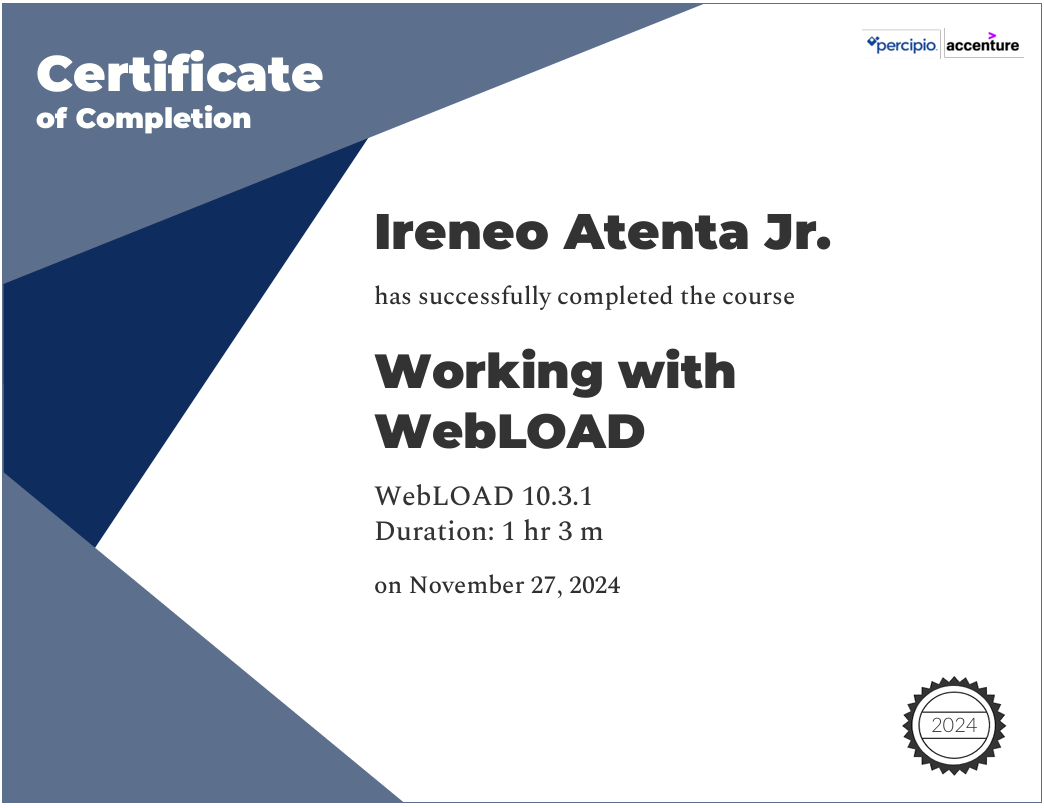 Certificate
of Completion
percipio. accenture
Ireneo Atenta Jr.
has successfully completed the course
Working with
WebLOAD
WebLOAD 10.3.1
Duration: 1 hr 3 m
on November 27, 2024
2024